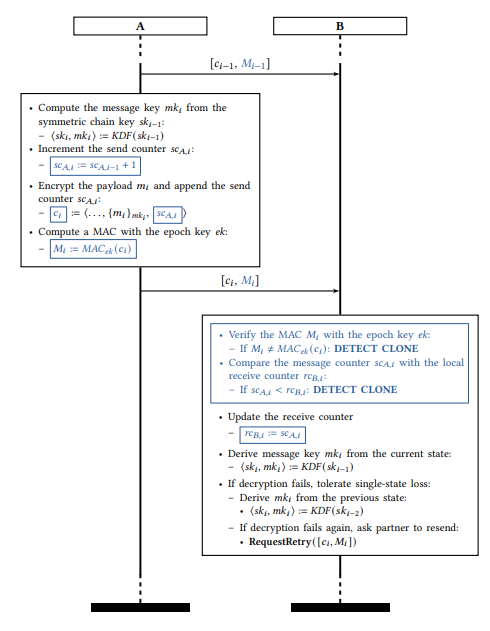 A
B
[c_{i−1}, M_{i−1}]
• Compute the message key mk_i from the
symmetric chain key sk_{i−1}:
– ⟨sk_i, mk_i⟩ := KDF(sk_{i−1})
• Increment the send counter sc_{A,i}:
– sc_{A,i} := sc_{A,i−1} + 1
• Encrypt the payload m_i and append the send
counter sc_{A,i}:
– c_i := ⟨..., {m_i}_{mk_i}, sc_{A,i}⟩
• Compute a MAC with the epoch key ek:
– M_i := MAC_{ek}(c_i)
[c_i, M_i]
• Verify the MAC M_i with the epoch key ek:
– If M_i ≠ MAC_{ek}(c_i): DETECT CLONE
• Compare the message counter sc_{A,i} with the local
receive counter rc_{B,i}:
– If sc_{A,i} < rc_{B,i}: DETECT CLONE
• Update the receive counter
– rc_{B,i} := sc_{A,i}
• Derive message key mk_i from the current state:
– ⟨sk_i, mk_i⟩ := KDF(sk_{i−1})
• If decryption fails, tolerate single-state loss:
– Derive mk_i from the previous state:
• ⟨sk_i, mk_i⟩ := KDF(sk_{i−2})
– If decryption fails again, ask partner to resend:
• RequestRetry([c_i, M_i])